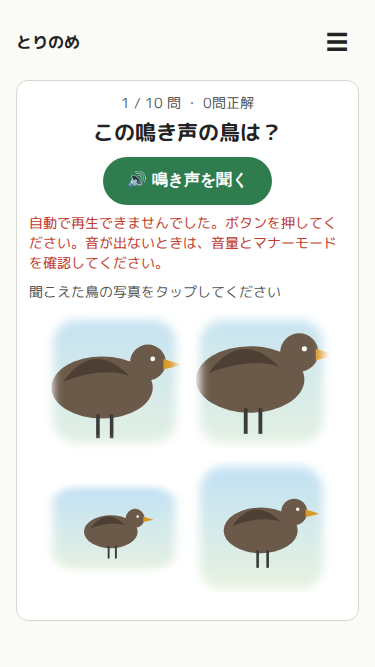 とりのめ
1 / 10 問 · 0問正解
この鳴き声の鳥は？
鳴き声を聞く
自動で再生できませんでした。ボタンを押してく
ださい。音が出ないときは、音量とマナーモード
を確認してください。
聞こえた鳥の写真をタップしてください